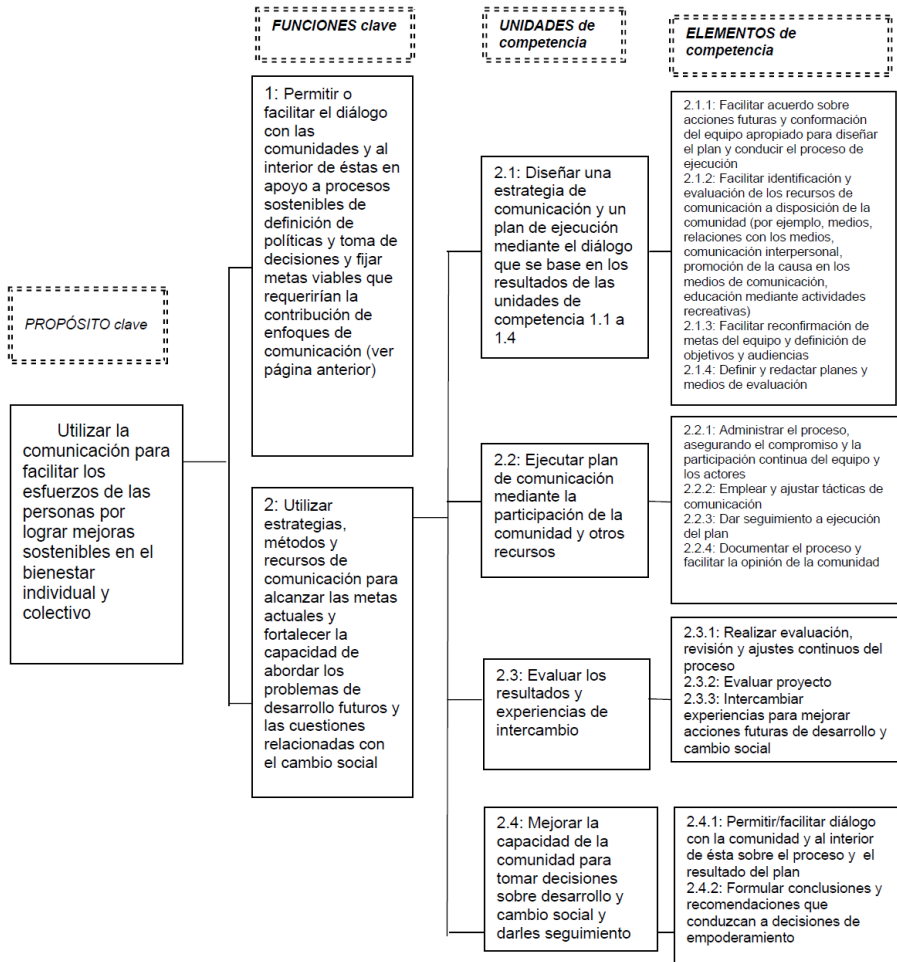 FUNCIONES clave
UNIDADES de
competencia
ELEMENTOS de
competencia
PROPÓSITO clave
Utilizar la
comunicación para
facilitar los
esfuerzos de las
personas por
lograr mejoras
sostenibles en el
bienestar
individual y
colectivo
1: Permitir o
facilitar el diálogo
con las
comunidades y al
interior de éstas en
apoyo a procesos
sostenibles de
definición de
políticas y toma de
decisiones y fijar
metas viables que
requerirían la
contribución de
enfoques de
comunicación (ver
página anterior)
2: Utilizar
estrategias,
métodos y
recursos de
comunicación para
alcanzar las metas
actuales y
fortalecer la
capacidad de
abordar los
problemas de
desarrollo futuros y
las cuestiones
relacionadas con
el cambio social
2.1: Diseñar una
estrategia de
comunicación y un
plan de ejecución
mediante el diálogo
que se base en los
resultados de las
unidades de
competencia 1.1 a
1.4
2.1.1: Facilitar acuerdo sobre
acciones futuras y conformación
del equipo apropiado para diseñar
el plan y conducir el proceso de
ejecución
2.1.2: Facilitar identificación y
evaluación de los recursos de
comunicación a disposición de la
comunidad (por ejemplo, medios,
relaciones con los medios,
comunicación interpersonal,
promoción de la causa en los
medios de comunicación,
educación mediante actividades
recreativas)
2.1.3: Facilitar reconfirmación de
metas del equipo y definición de
objetivos y audiencias
2.1.4: Definir y redactar planes y
medios de evaluación
2.2: Ejecutar plan
de comunicación
mediante la
participación de la
comunidad y otros
recursos
2.2.1: Administrar el proceso,
asegurando el compromiso y la
participación continua del equipo y
los actores
2.2.2: Emplear y ajustar tácticas de
comunicación
2.2.3: Dar seguimiento a ejecución
del plan
2.2.4: Documentar el proceso y
facilitar la opinión de la comunidad
2.3: Evaluar los
resultados y
experiencias de
intercambio
2.3.1: Realizar evaluación,
revisión y ajustes continuos del
proceso
2.3.2: Evaluar proyecto
2.3.3: Intercambiar
experiencias para mejorar
acciones futuras de desarrollo y
cambio social
2.4: Mejorar la
capacidad de la
comunidad para
tomar decisiones
sobre desarrollo y
cambio social y
darles seguimiento
2.4.1: Permitir/facilitar diálogo
con la comunidad y al interior
de ésta sobre el proceso y el
resultado del plan
2.4.2: Formular conclusiones y
recomendaciones que
conduzcan a decisiones de
empoderamiento